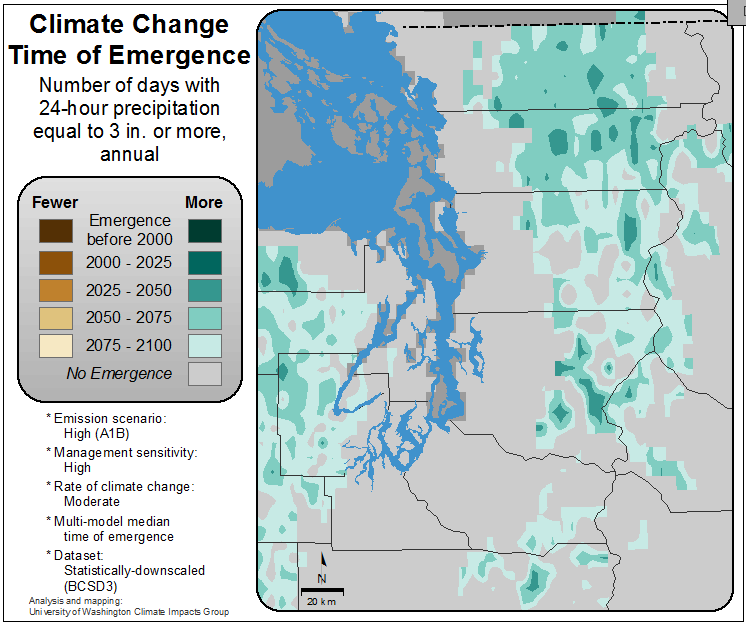 Climate Change
Time of Emergence
Number of days with
24-hour precipitation
equal to 3 in. or more,
annual
Fewer
More
Emergence
before 2000
2000 - 2025
2025 - 2050
2050 - 2075
2075 - 2100
No Emergence
* Emission scenario:
High (A1B)
* Management sensitivity:
High
* Rate of climate change:
Moderate
* Multi-model median
time of emergence
* Dataset:
Statistically-downscaled
(BCSD3)
Analysis and mapping:
University of Washington Climate Impacts Group
N
20 km